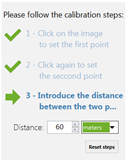 Please follow the calibration steps:
1 - Click on the image
to set the first point
2 - Click again to set
the seccond point
3 - Introduce the distance
between the two p...
Distance: 60 meters
Reset steps